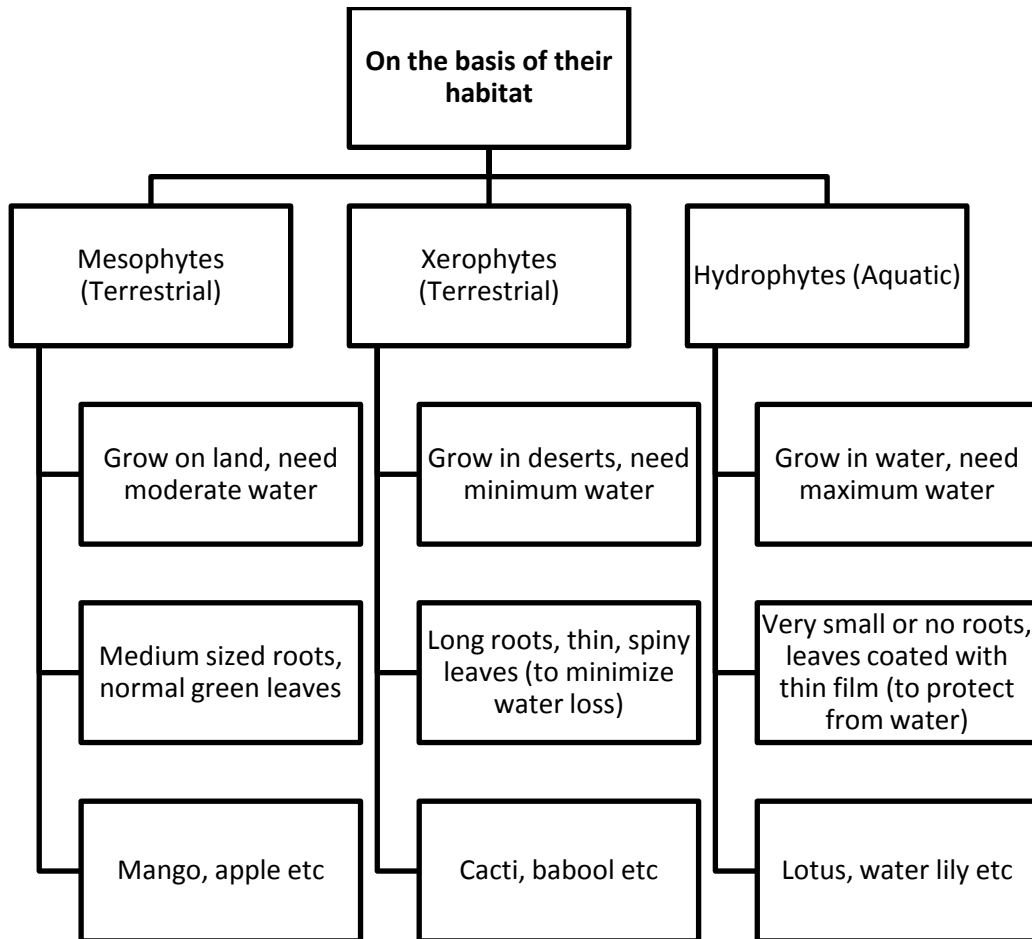 On the basis of their
habitat
Mesophytes
(Terrestrial)
Grow on land, need
moderate water
Medium sized roots,
normal green leaves
Mango, apple etc
Xerophytes
(Terrestrial)
Grow in deserts, need
minimum water
Long roots, thin, spiny
leaves (to minimize
water loss)
Cacti, babool etc
Hydrophytes (Aquatic)
Grow in water, need
maximum water
Very small or no roots,
leaves coated with
thin film (to protect
from water)
Lotus, water lily etc